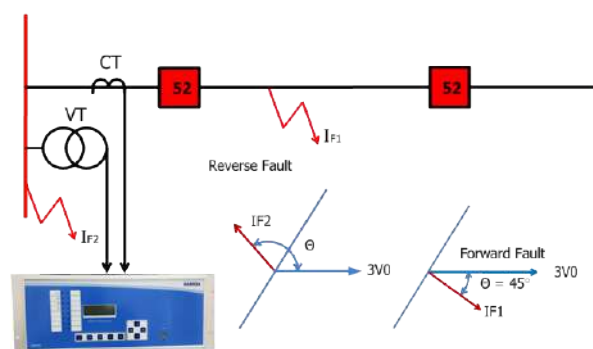 CT
52
52
VT
IF1
Reverse Fault
IF2
IF2
Θ
3V0
Forward Fault
3V0
Θ = 45°
IF1